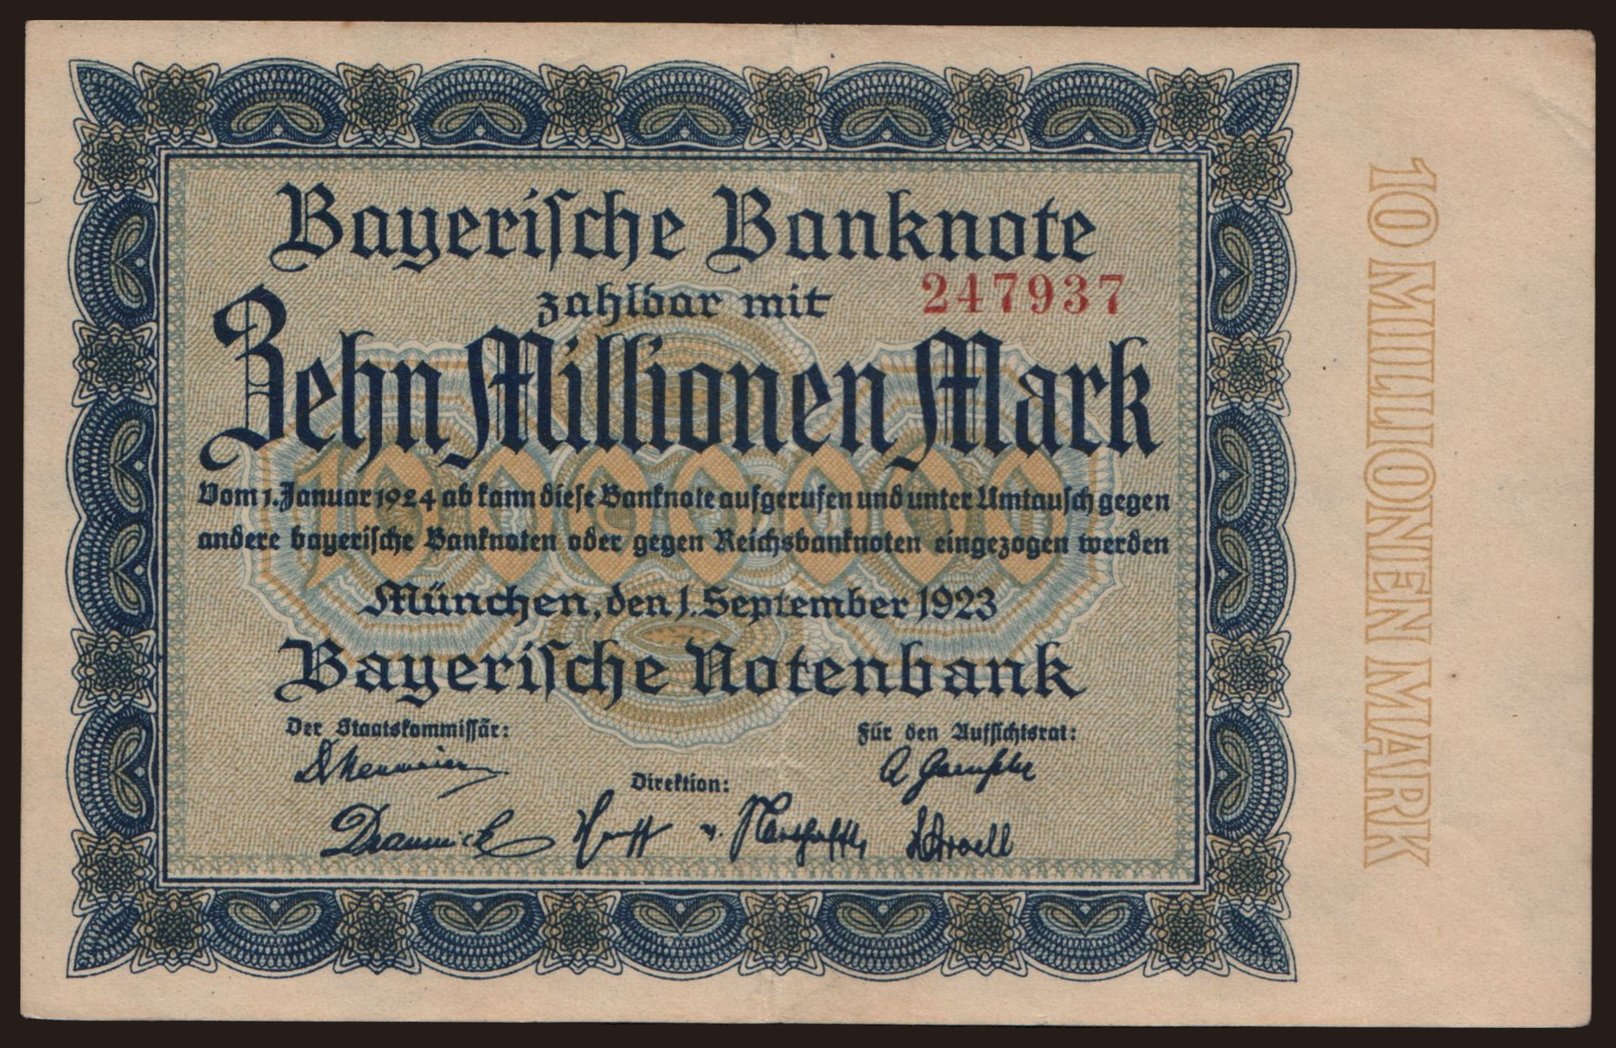 Bayerische Banknote
zahlbar mit
247937
Zehn Millionen Mark
10000000
Vom 1. Januar 1924 ab kann diese Banknote aufgerufen und unter Umtausch gegen
andere bayerische Banknoten oder gegen Reichsbanknoten eingezogen werden
München, den 1. September 1923
Bayerische Notenbank
Der Staatskommissär:
Für den Aufsichtsrat:
Direktion:
10 MILLIONEN MARK